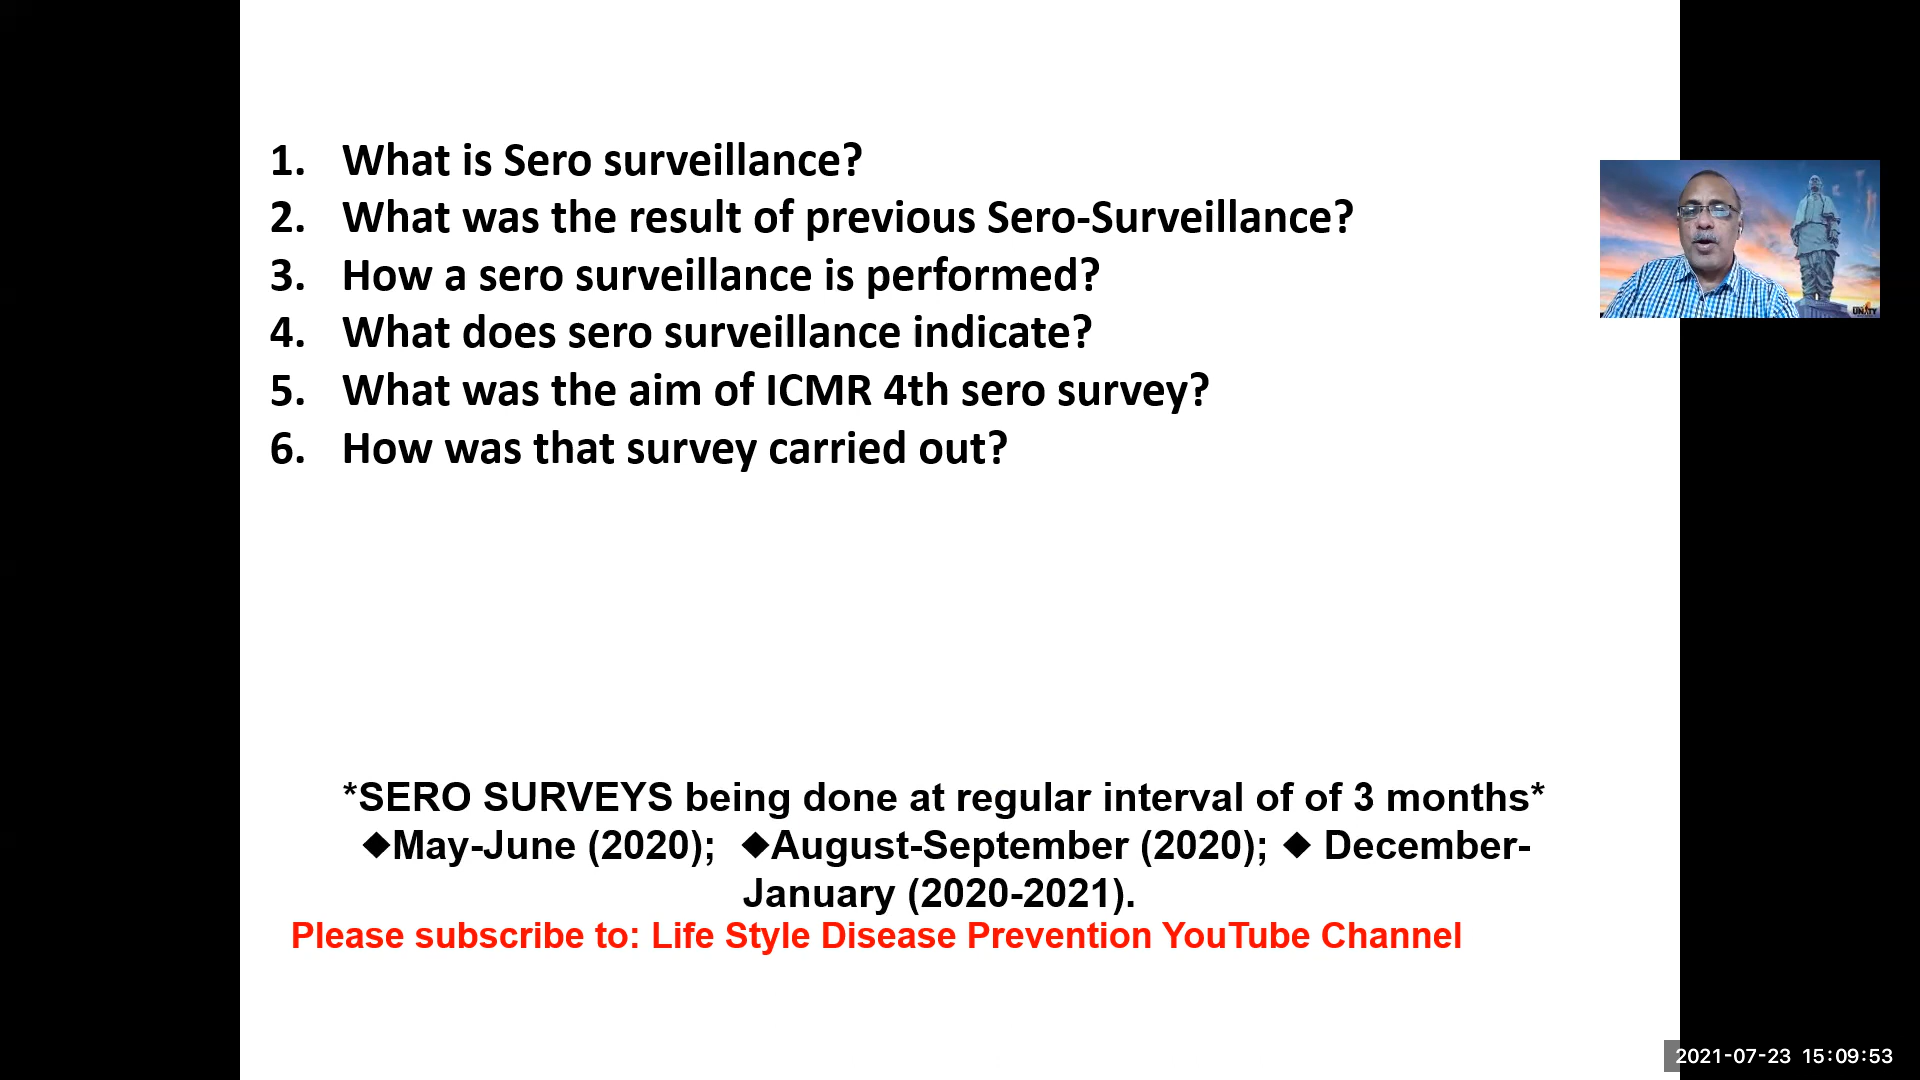 1. What is Sero surveillance?
2. What was the result of previous Sero-Surveillance?
3. How a sero surveillance is performed?
4. What does sero surveillance indicate?
5. What was the aim of ICMR 4th sero survey?
6. How was that survey carried out?
*SERO SURVEYS being done at regular interval of of 3 months*
◆May-June (2020); ◆August-September (2020); ◆ December-
January (2020-2021).
Please subscribe to: Life Style Disease Prevention YouTube Channel
2021-07-23 15:09:53